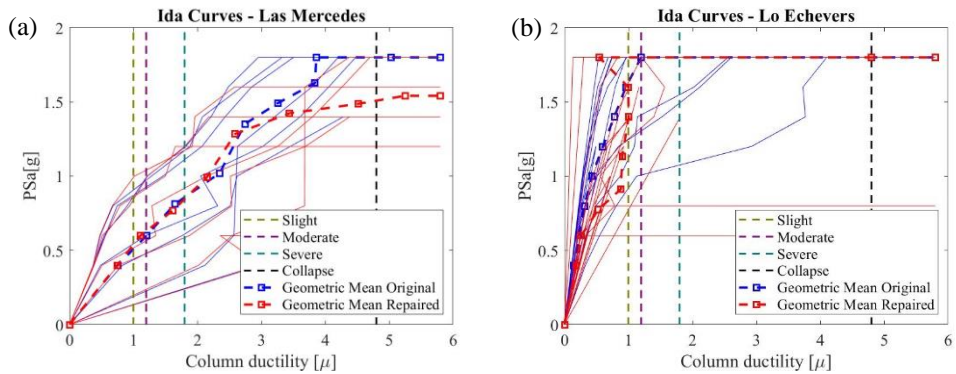 (a)
Ida Curves - Las Mercedes
2
1.5
1
0.5
0
PSa[g]
0 1 2 3 4 5 6
Column ductility [μ]
Slight
Moderate
Severe
Collapse
Geometric Mean Original
Geometric Mean Repaired
(b)
Ida Curves - Lo Echevers
2
1.5
1
0.5
0
PSa[g]
0 1 2 3 4 5 6
Column ductility [μ]
Slight
Moderate
Severe
Collapse
Geometric Mean Original
Geometric Mean Repaired